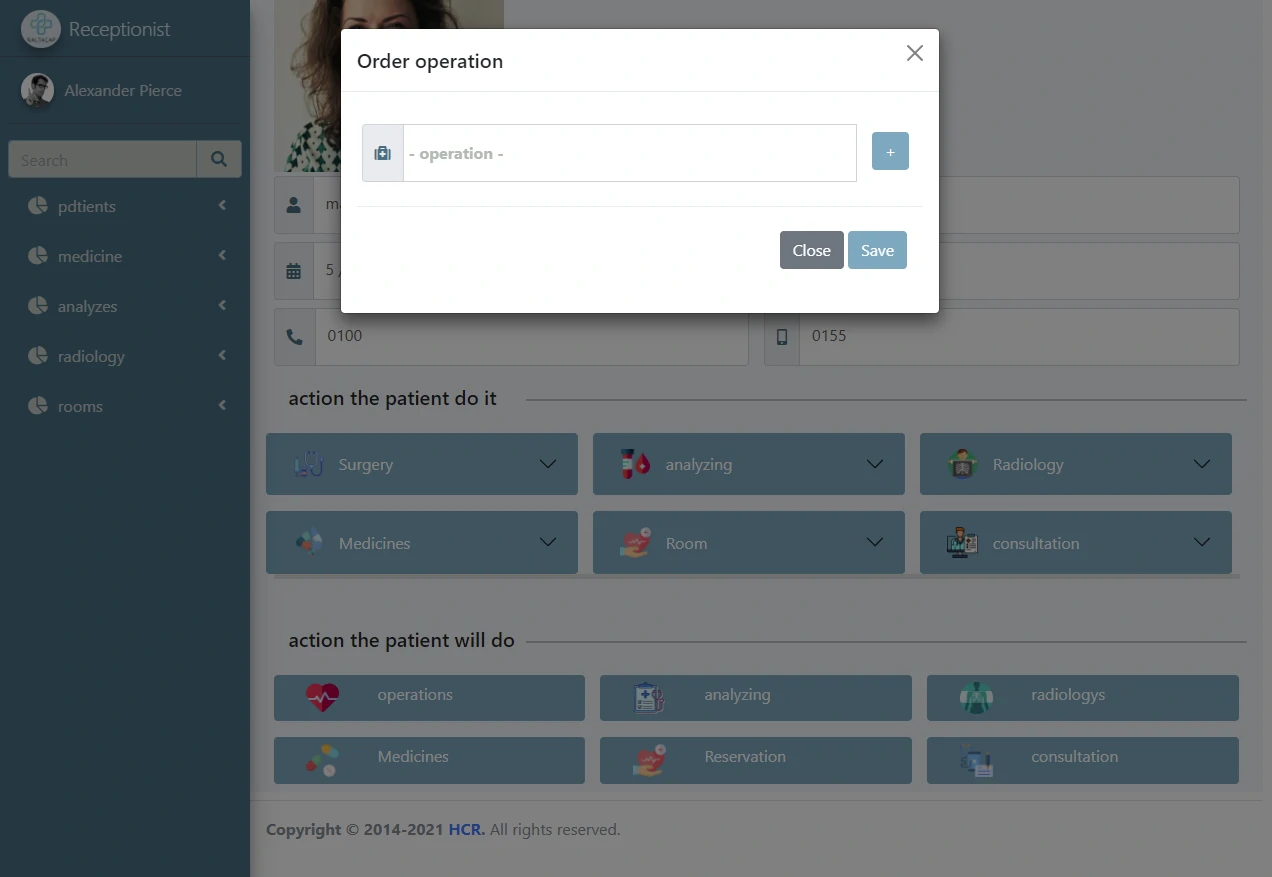 Receptionist
Alexander Pierce
Search
pdtients
medicine
analyzes
radiology
rooms
Order operation
- operation -
+
Close Save
5 /
0100
0155
action the patient do it
Surgery
analyzing
Radiology
Medicines
Room
consultation
action the patient will do
operations
analyzing
radiologys
Medicines
Reservation
consultation
Copyright © 2014-2021 HCR. All rights reserved.